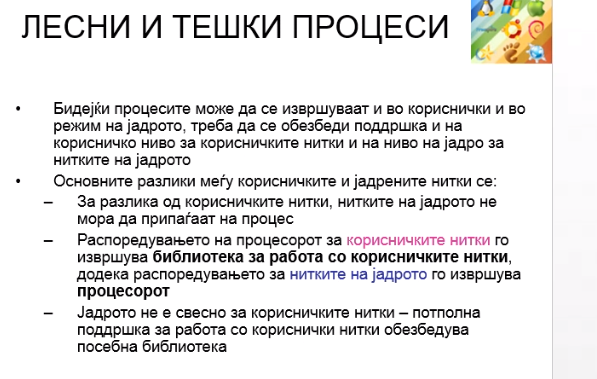 ЛЕСНИ И ТЕШКИ ПРОЦЕСИ
• Бидејќи процесите може да се извршуваат и во кориснички и во
режим на јадрото, треба да се обезбеди поддршка и на
корисничко ниво за корисничките нитки и на ниво на јадро за
нитките на јадрото
• Основните разлики меѓу корисничките и јадрените нитки се:
– За разлика од корисничките нитки, нитките на јадрото не
мора да припаѓаат на процес
– Распоредувањето на процесорот за корисничките нитки го
извршува библиотека за работа со корисничките нитки,
додека распоредувањето за нитките на јадрото го извршува
процесорот
– Јадрото не е свесно за корисничките нитки – потполна
поддршка за работа со кориснички нитки обезбедува
посебна библиотека